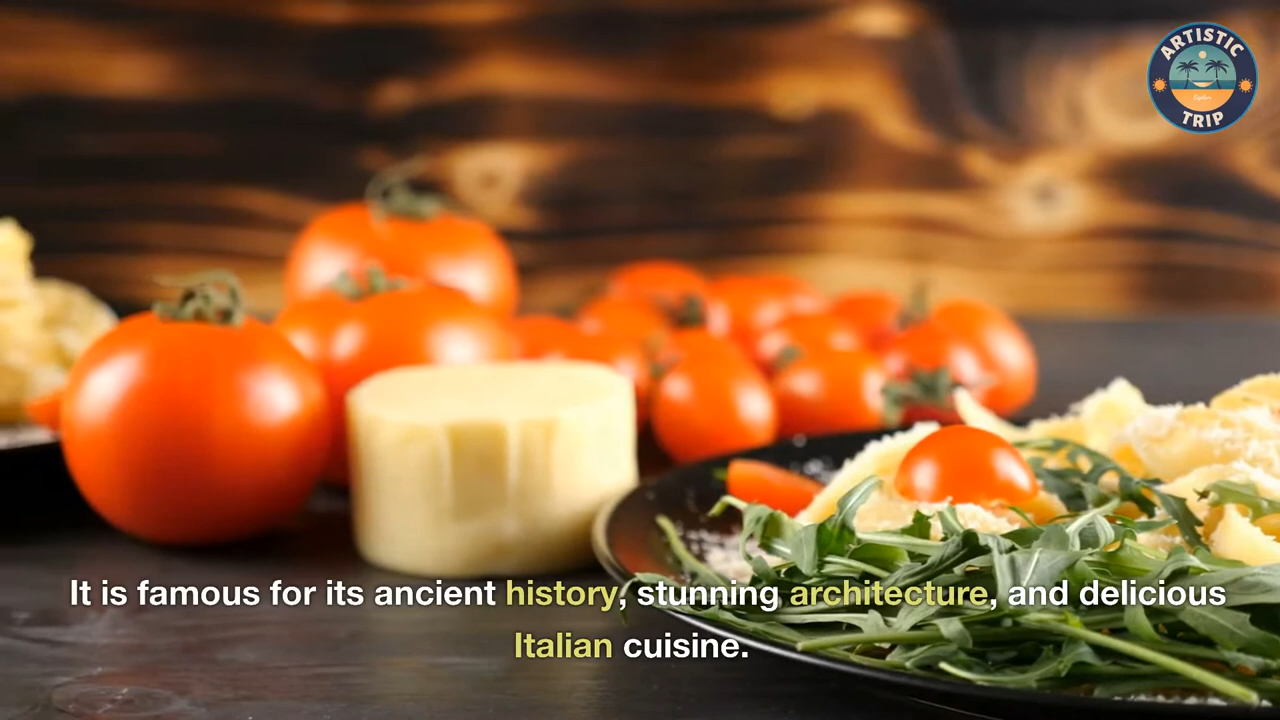 ARTISTIC
TRIP
It is famous for its ancient history, stunning architecture, and delicious
Italian cuisine.